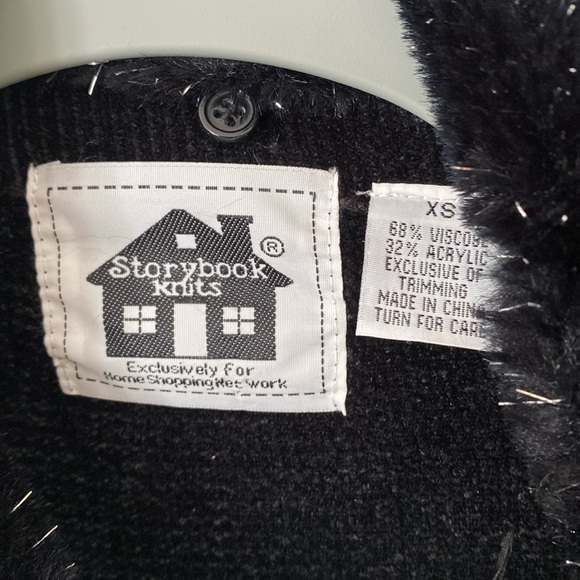 Storybook
Knits
®
Exclusively for
Home Shopping Network
XS
68% VISCOSE
32% ACRYLIC
EXCLUSIVE OF
TRIMMING
MADE IN CHINA
TURN FOR CARE